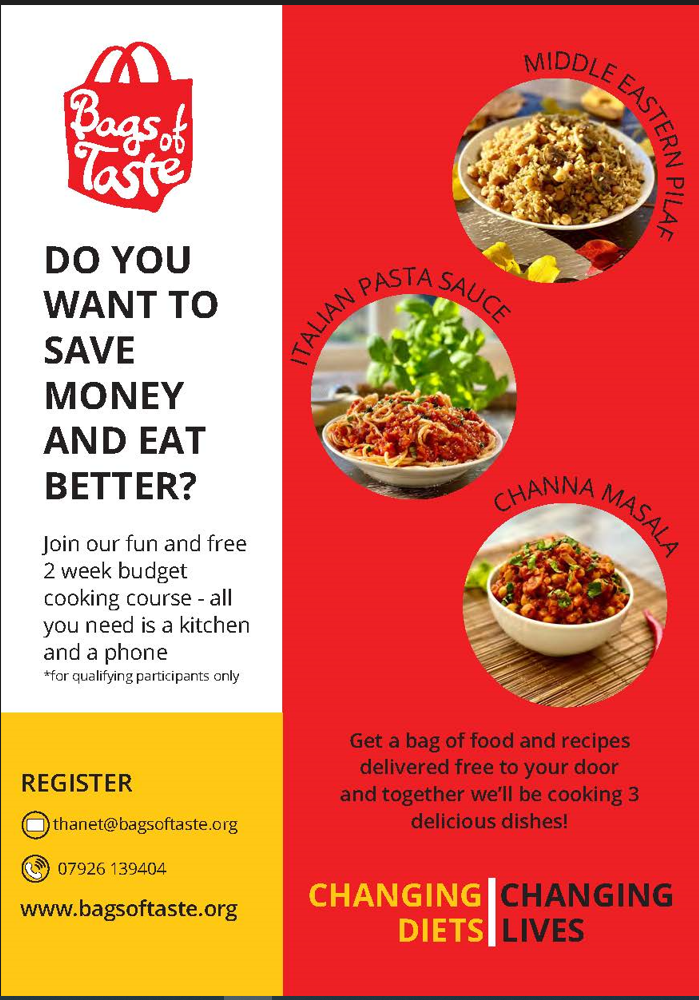 Bags of
Taste
DO YOU
WANT TO
SAVE
MONEY
AND EAT
BETTER?
Join our fun and free
2 week budget
cooking course - all
you need is a kitchen
and a phone
*for qualifying participants only
REGISTER
thanet@bagsoftaste.org
07926 139404
www.bagsoftaste.org
MIDDLE EASTERN PILAF
ITALIAN PASTA SAUCE
CHANNA MASALA
Get a bag of food and recipes
delivered free to your door
and together we'll be cooking 3
delicious dishes!
CHANGING CHANGING
DIETS LIVES